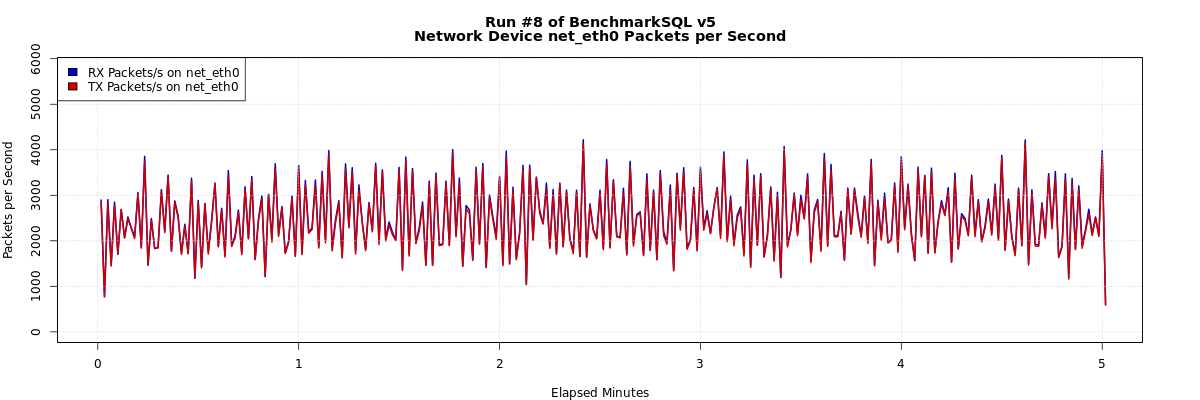 Run #8 of BenchmarkSQL v5
Network Device net_eth0 Packets per Second
RX Packets/s on net_eth0
TX Packets/s on net_eth0
Packets per Second
6000
5000
4000
3000
2000
1000
0
0 1 2 3 4 5
Elapsed Minutes